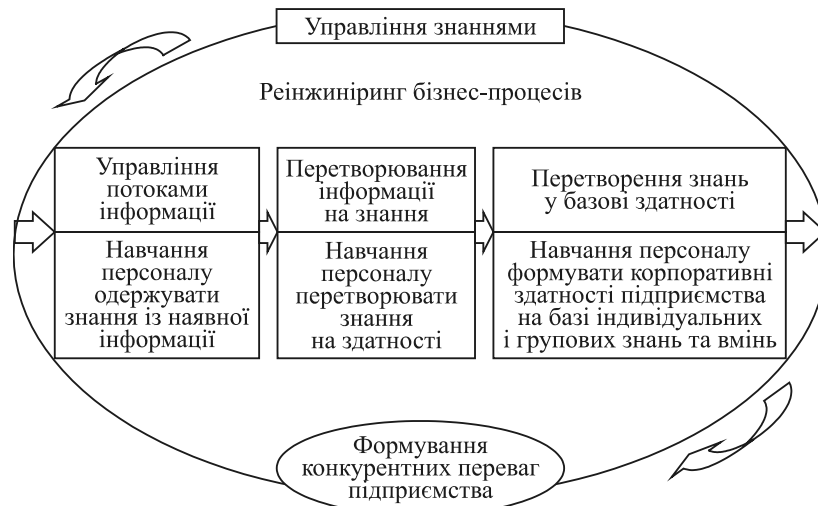 Управління знаннями
Реінжиніринг бізнес-процесів
Управління
потоками
інформації
Перетворювання
інформації
на знання
Перетворення знань
у базові здатності
Навчання
персоналу
одержувати
знання із наявної
інформації
Навчання
персоналу
перетворювати
знання
на здатності
Навчання персоналу
формувати корпоративні
здатності підприємства
на базі індивідуальних
і групових знань та вмінь
Формування
конкурентних переваг
підприємства